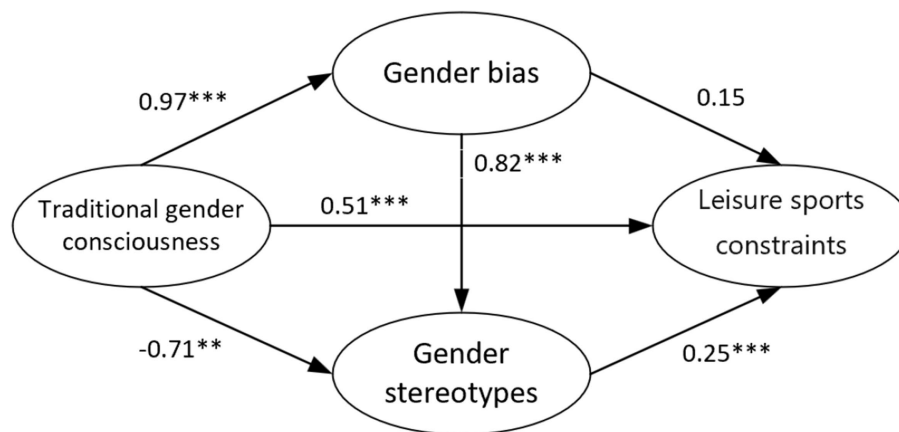 Gender bias
0.97***
0.15
0.82***
Traditional gender
consciousness
0.51***
Leisure sports
constraints
-0.71**
Gender
stereotypes
0.25***